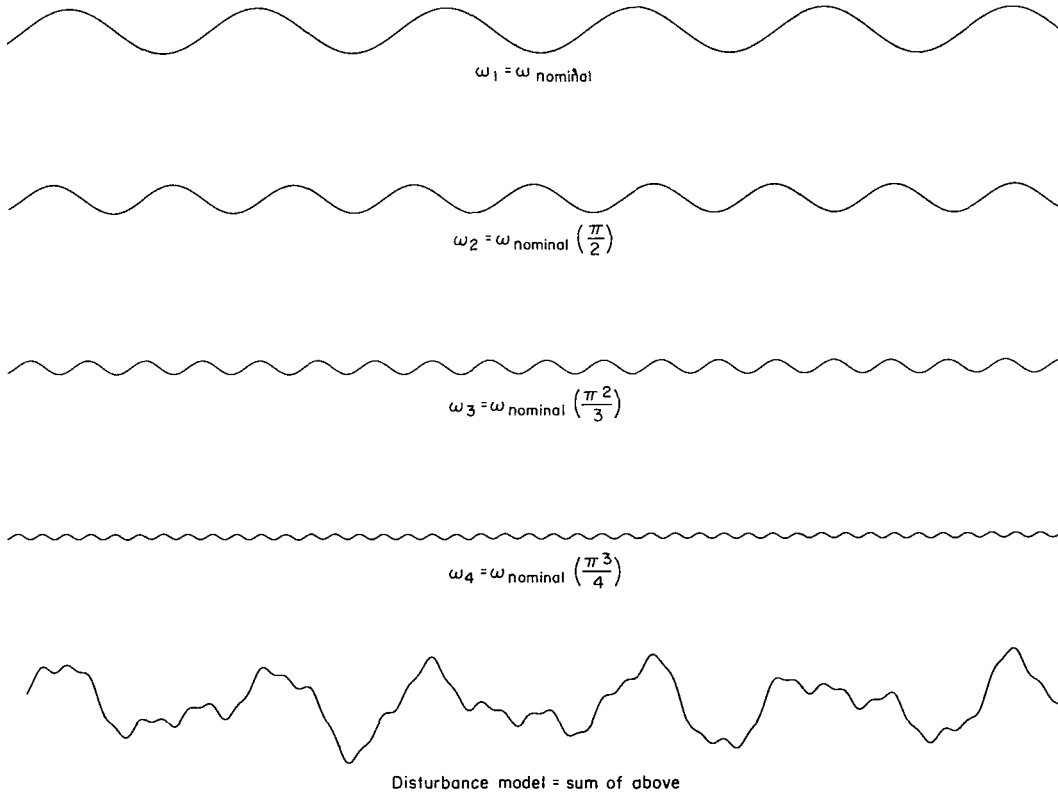 ω₁ = ω nominal
ω₂ = ω nominal (π/2)
ω₃ = ω nominal (π²/3)
ω₄ = ω nominal (π³/4)
Disturbance model = sum of above